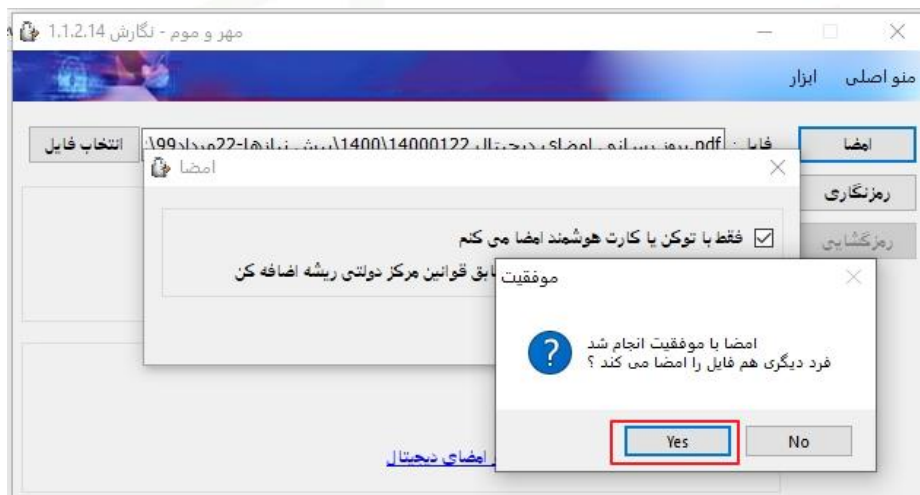 مهر و موم - نگارش 1.1.2.14
منو اصلی ابزار
امضا
فایل :
انتخاب فایل
رمزنگاری
رمزگشایی
امضا
فقط با توکن یا کارت هوشمند امضا می کنم
ابق قوانین مرکز دولتی ریشه اضافه کن
موفقیت
امضا با موفقیت انجام شد
فرد دیگری هم فایل را امضا می کند ؟
Yes No
امضای دیجیتال